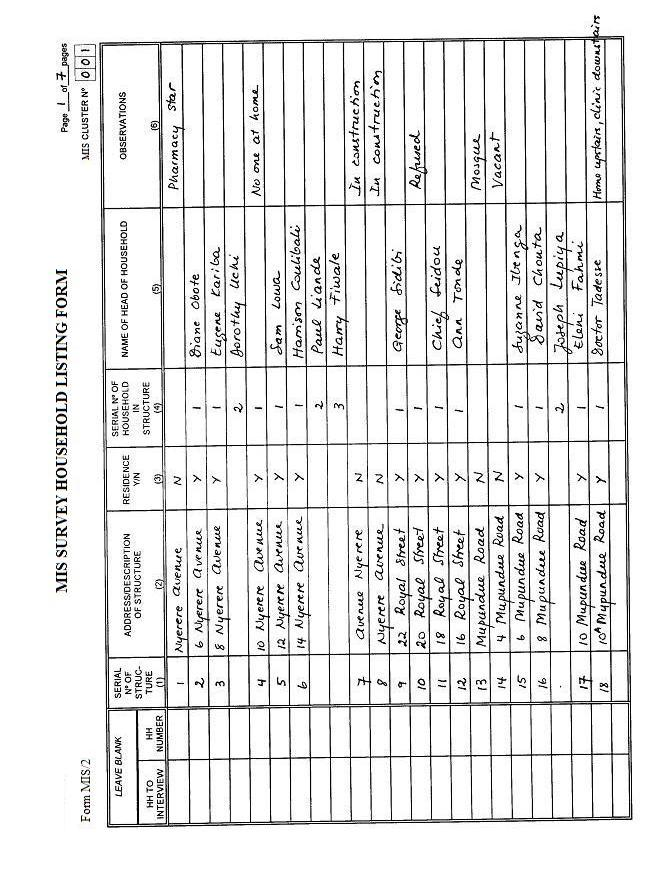 MIS SURVEY HOUSEHOLD LISTING FORM
Form MIS/2
Page 1 of 7 pages
MIS CLUSTER Nº 0 0 1
LEAVE BLANK
HH TO INTERVIEW
HH NUMBER
SERIAL Nº OF STRUC-TURE (1)
ADDRESS/DESCRIPTION OF STRUCTURE (2)
RESIDENCE Y/N (3)
SERIAL Nº OF HOUSEHOLD IN STRUCTURE (4)
NAME OF HEAD OF HOUSEHOLD (5)
OBSERVATIONS (6)
1 Nyerere Avenue N Pharmacy Star
2 6 Nyerere Avenue Y 1 Diane Obote
3 8 Nyerere Avenue Y 1 Eugene Kariba
2 Dorothy Uchi
4 10 Nyerere Avenue Y 1 No one at home
5 12 Nyerere Avenue Y 1 Sam Lowa
6 14 Nyerere Avenue Y 1 Harrison Coulibali
2 Paul Liande
3 Harry Fiwale
7 Avenue Nyerere N In construction
8 Nyerere Avenue N In construction
9 22 Royal Street Y 1 George Sidibi
10 20 Royal Street Y 1 Refused
11 18 Royal Street Y 1 Chief Seidou
12 16 Royal Street Y 1 Ann Tonde
13 Mupundue Road N Mosque
14 4 Mupundue Road N Vacant
15 6 Mupundue Road Y 1 Suzanne Itenga
16 8 Mupundue Road Y 1 David Chouta
2 Joseph Lupiya
17 10 Mupundue Road Y 1 Eleni Fahmi
18 10A Mupundue Road Y 1 Doctor Tadesse Home upstairs, clinic downstairs